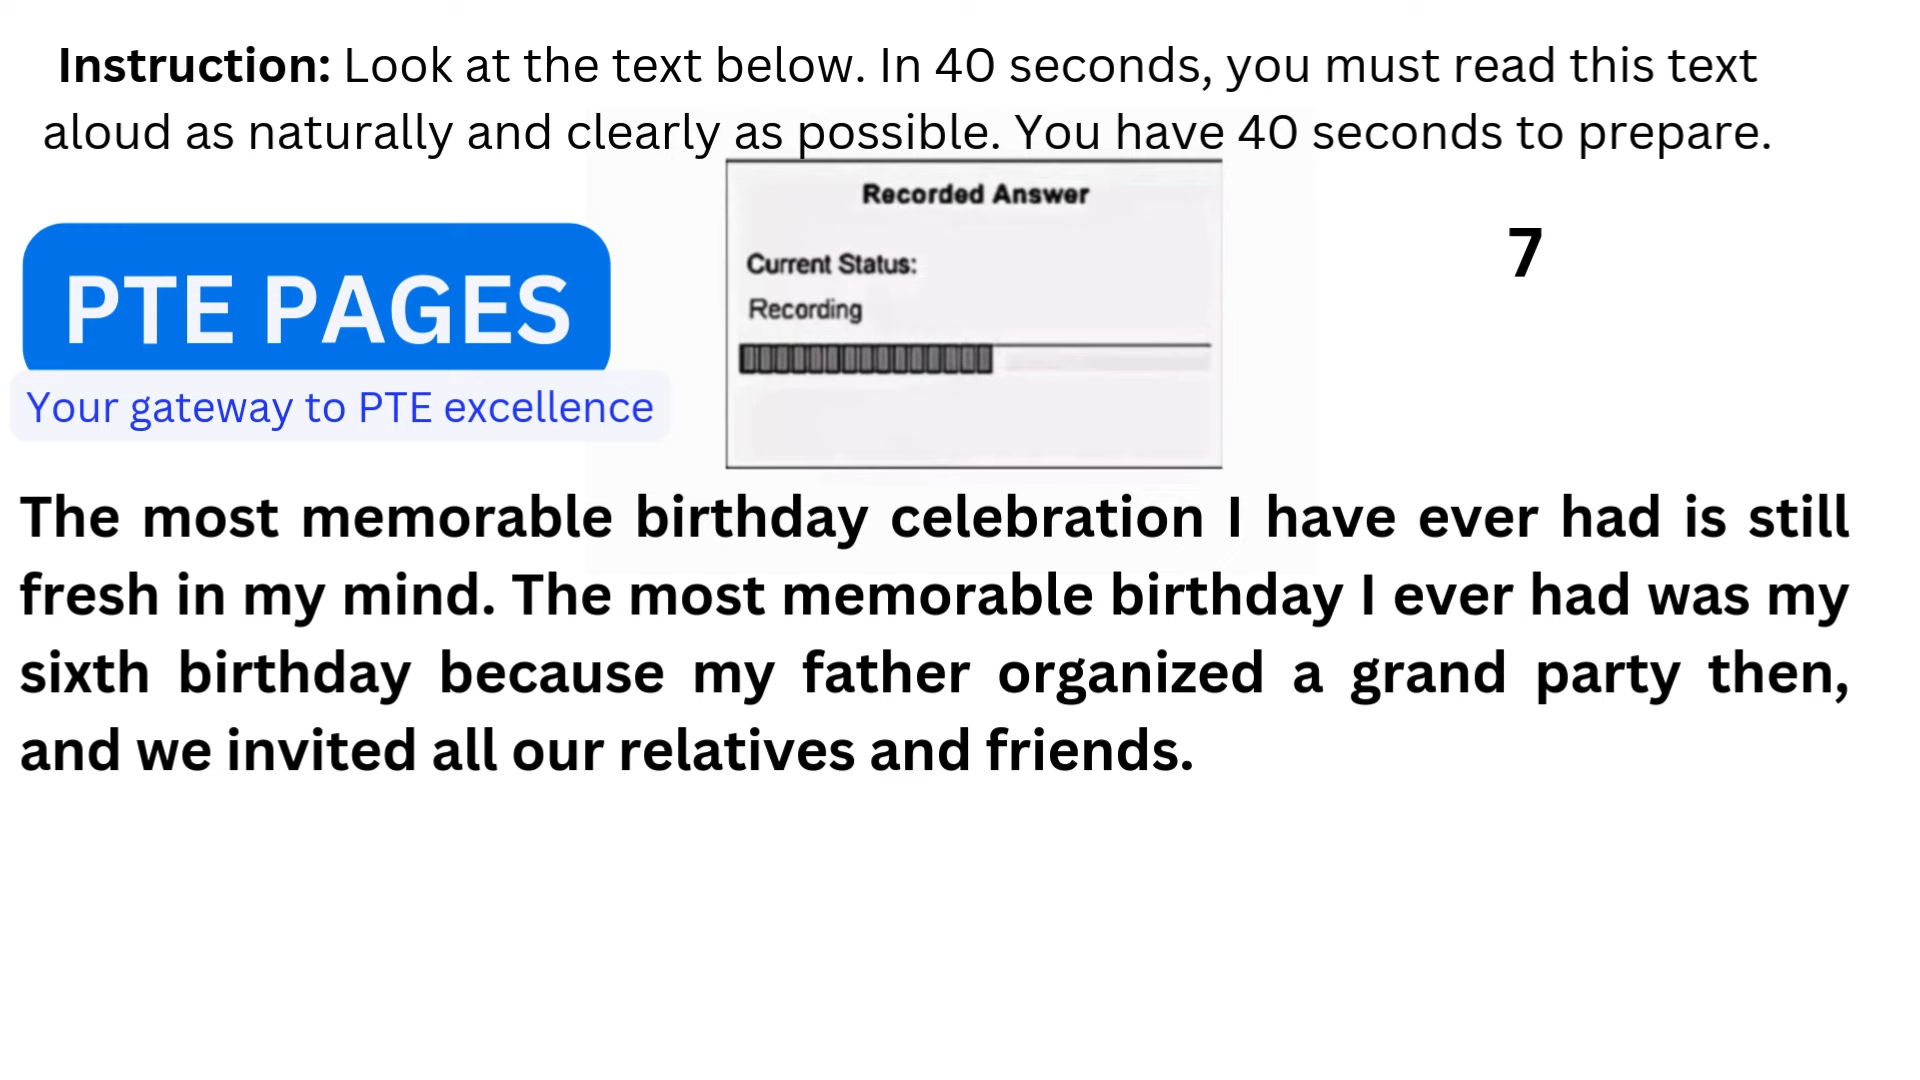 Instruction: Look at the text below. In 40 seconds, you must read this text
aloud as naturally and clearly as possible. You have 40 seconds to prepare.
Recorded Answer
7
PTE PAGES
Current Status:
Recording
Your gateway to PTE excellence
The most memorable birthday celebration I have ever had is still
fresh in my mind. The most memorable birthday I ever had was my
sixth birthday because my father organized a grand party then,
and we invited all our relatives and friends.